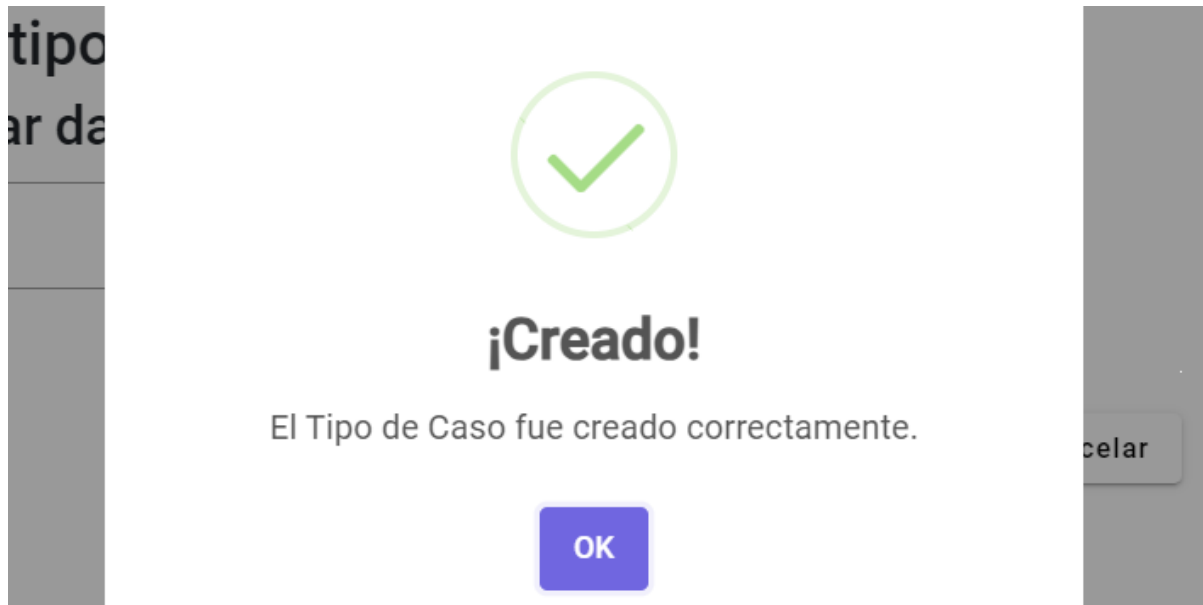 tipo
ar da
¡Creado!
El Tipo de Caso fue creado correctamente.
celar
OK